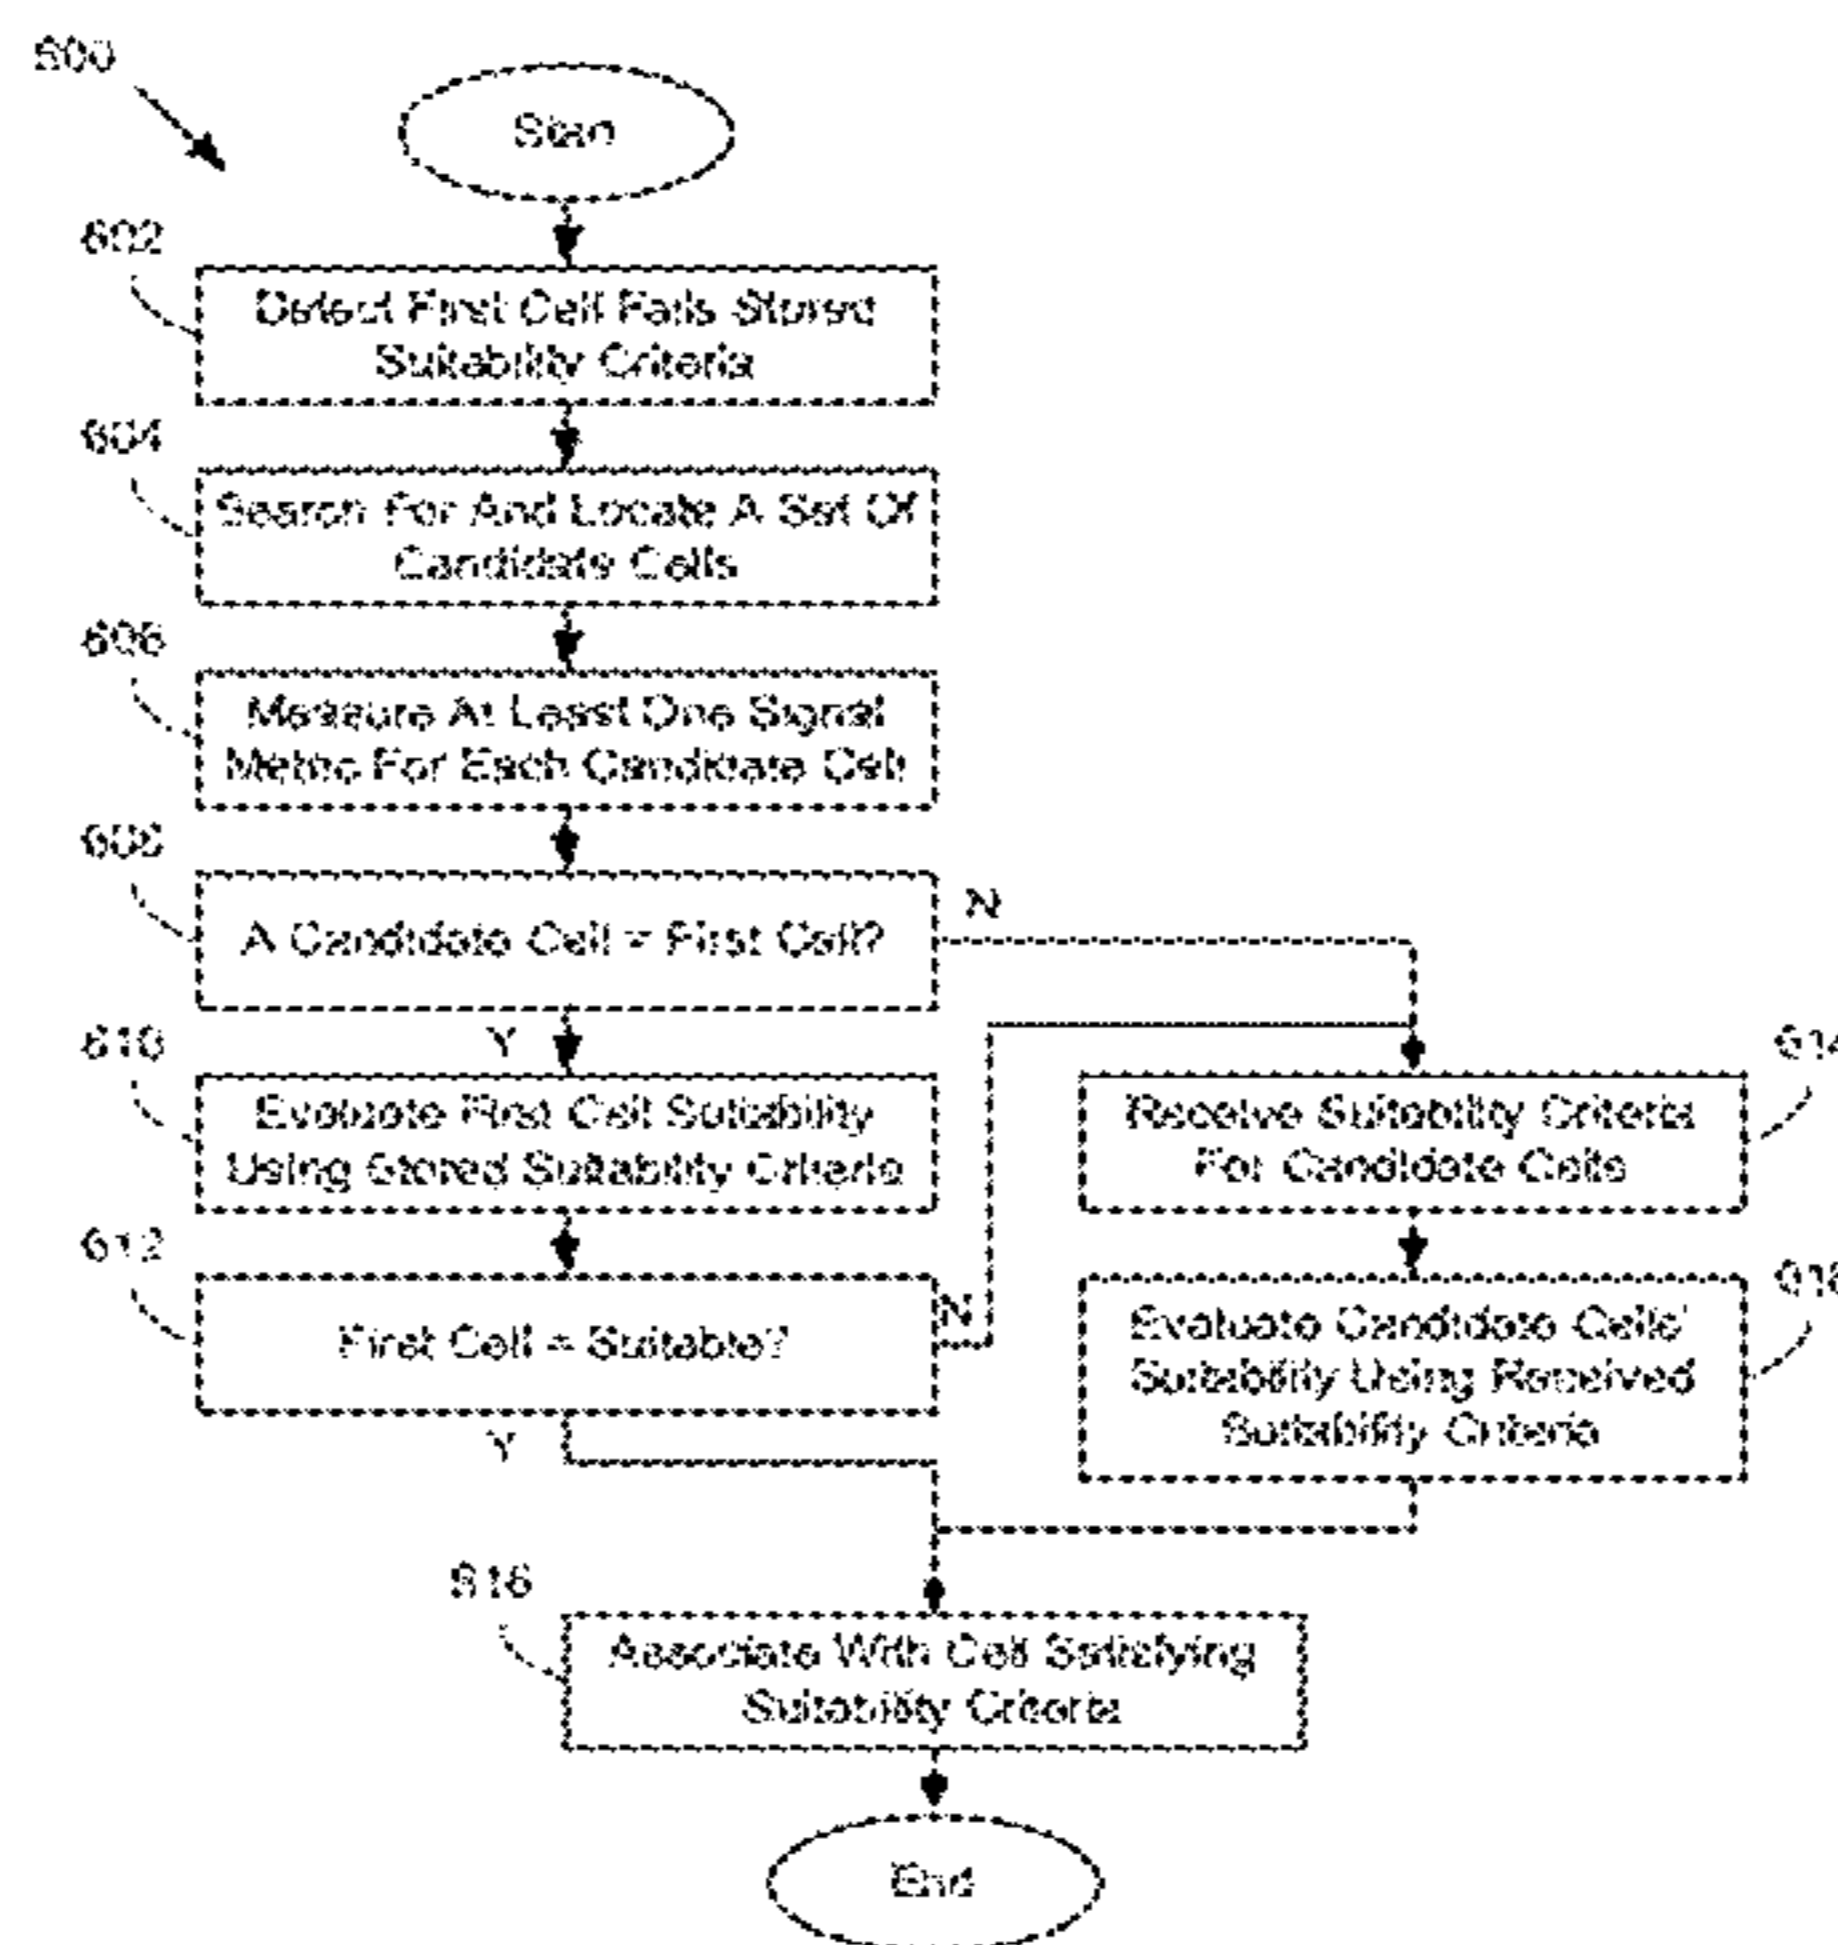 600
Start
602
Detect First Cell Fails Stored
Suitability Criteria
604
Search For And Locate A Set Of
Candidate Cells
606
Measure At Least One Signal
Metric For Each Candidate Cell
608
A Candidate Cell = First Cell?
N
Y
610
Evaluate First Cell Suitability
Using Stored Suitability Criteria
614
Receive Suitability Criteria
For Candidate Cells
612
First Cell = Suitable?
N
Y
Evaluate Candidate Cells'
Suitability Using Received
Suitability Criteria
Associate With Cell Satisfying
Suitability Criteria
End